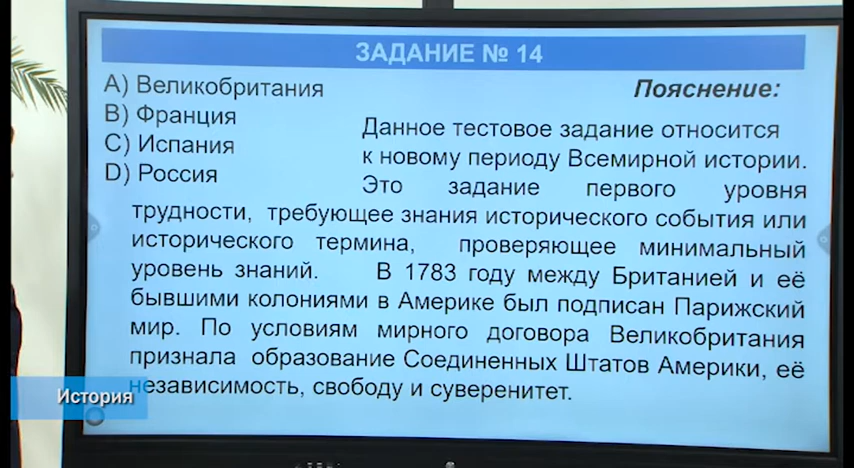 ЗАДАНИЕ № 14
A) Великобритания
B) Франция
C) Испания
D) Россия
Пояснение:
Данное тестовое задание относится
к новому периоду Всемирной истории.
Это задание первого уровня
трудности, требующее знания исторического события или
исторического термина, проверяющее минимальный
уровень знаний. В 1783 году между Британией и её
бывшими колониями в Америке был подписан Парижский
мир. По условиям мирного договора Великобритания
признала образование Соединенных Штатов Америки, её
независимость, свободу и суверенитет.
История